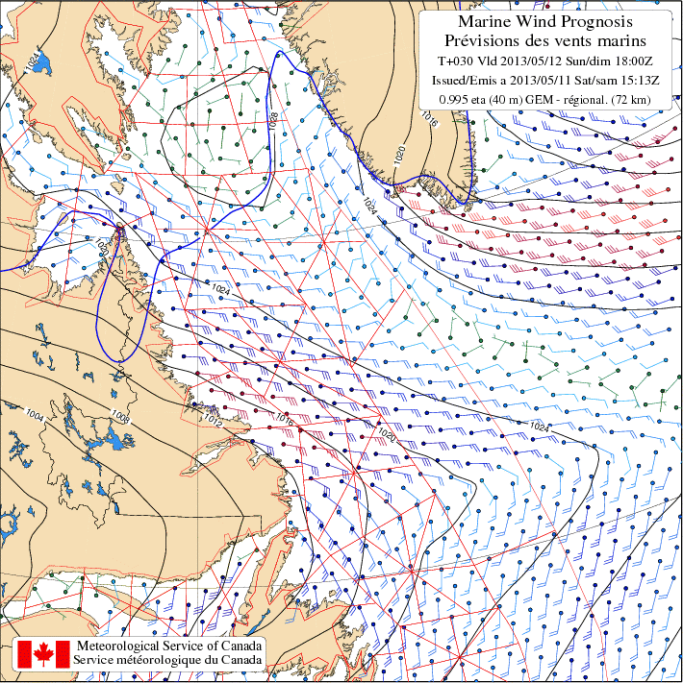 Marine Wind Prognosis
Prévisions des vents marins
T+030 Vld 2013/05/12 Sun/dim 18:00Z
Issued/Emis a 2013/05/11 Sat/sam 15:13Z
0.995 eta (40 m) GEM - régional. (72 km)
1024
1028
1016
1020
1024
1024
1004
1008
1012
1016
1020
1024
Meteorological Service of Canada
Service météorologique du Canada